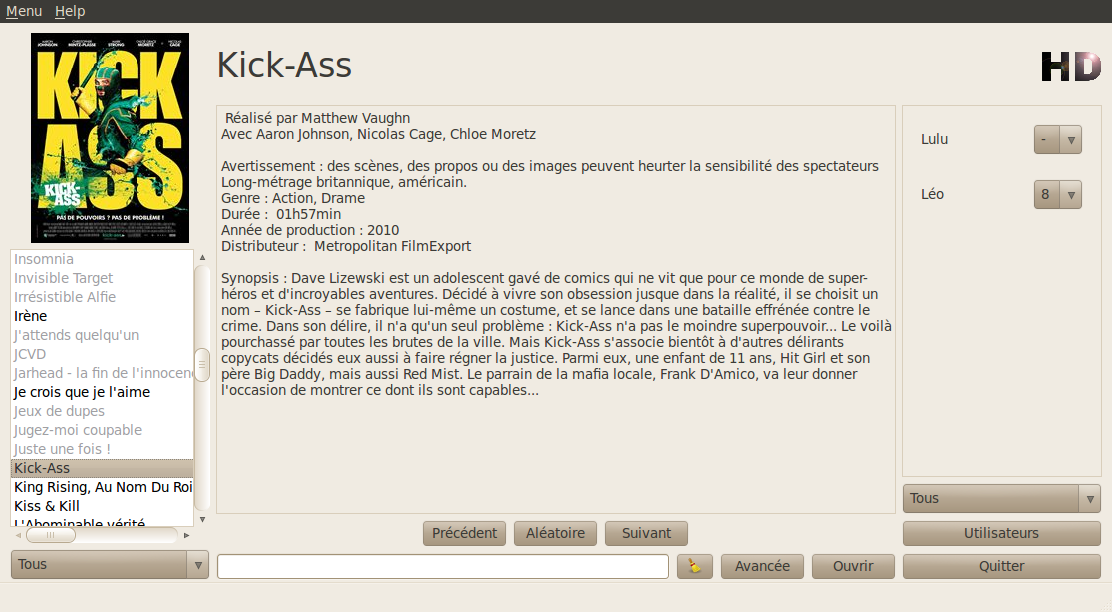 Menu Help
AARON JOHNSON CHRISTOPHER MINTZ-PLASSE MARK STRONG CHLOË GRACE MORETZ NICOLAS CAGE
KICK
ASS
KICK-
ASS
PAS DE POUVOIRS ? PAS DE PROBLÈME !
Kick-Ass
HD
Réalisé par Matthew Vaughn
Avec Aaron Johnson, Nicolas Cage, Chloe Moretz
Avertissement : des scènes, des propos ou des images peuvent heurter la sensibilité des spectateurs
Long-métrage britannique, américain.
Genre : Action, Drame
Durée :  01h57min
Année de production : 2010
Distributeur :  Metropolitan FilmExport
Synopsis : Dave Lizewski est un adolescent gavé de comics qui ne vit que pour ce monde de super-
héros et d'incroyables aventures. Décidé à vivre son obsession jusque dans la réalité, il se choisit un
nom – Kick-Ass – se fabrique lui-même un costume, et se lance dans une bataille effrénée contre le
crime. Dans son délire, il n'a qu'un seul problème : Kick-Ass n'a pas le moindre superpouvoir... Le voilà
pourchassé par toutes les brutes de la ville. Mais Kick-Ass s'associe bientôt à d'autres délirants
copycats décidés eux aussi à faire régner la justice. Parmi eux, une enfant de 11 ans, Hit Girl et son
père Big Daddy, mais aussi Red Mist. Le parrain de la mafia locale, Frank D'Amico, va leur donner
l'occasion de montrer ce dont ils sont capables...
Lulu -
Léo 8
Insomnia
Invisible Target
Irrésistible Alfie
Irène
J'attends quelqu'un
JCVD
Jarhead - la fin de l'innocen
Je crois que je l'aime
Jeux de dupes
Jugez-moi coupable
Juste une fois !
Kick-Ass
King Rising, Au Nom Du Roi
Kiss & Kill
L'Abominable vérité
Tous
Précédent Aléatoire Suivant
Avancée Ouvrir
Tous
Utilisateurs
Quitter